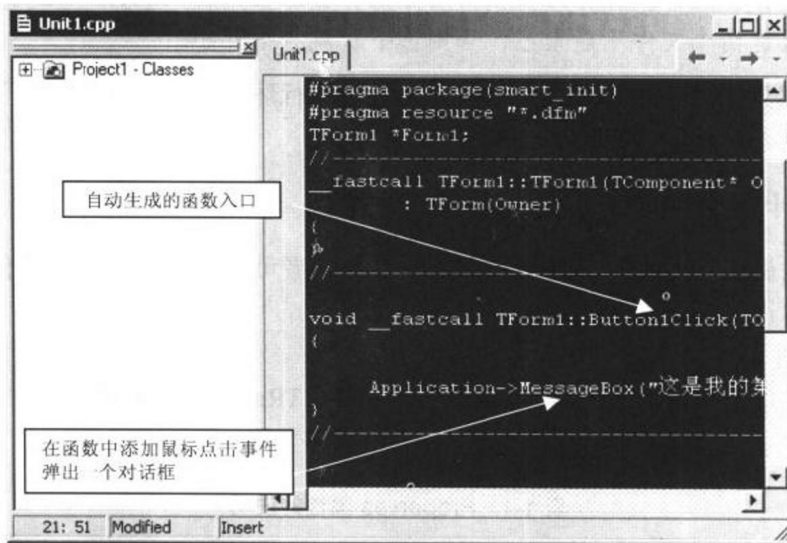 Unit1.cpp
Unit1.cpp
Project1 - Classes
#pragma package(smart_init)
#pragma resource "*.dfm"
TForm1 *Form1;
//
__fastcall TForm1::TForm1(TComponent* O
: TForm(Owner)
{
}
//
自动生成的函数入口
void __fastcall TForm1::Button1Click(TO
{
Application->MessageBox("这是我的第
}
//
在函数中添加鼠标点击事件
弹出一个对话框
21: 51 Modified Insert